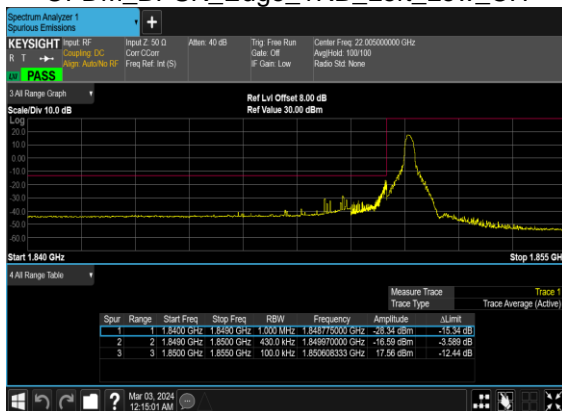 Spectrum Analyzer 1
Spurious Emissions
+
KEYSIGHT Input: RF Input Z: 50 Ω Atten: 40 dB Trig: Free Run Center Freq: 22.005000000 GHz
R T Coupling: DC Corr CCorr Gate: Off Avg|Hold: 100/100
Align: Auto/No RF Freq Ref: Int (S) IF Gain: Low Radio Std: None
PASS
3 All Range Graph
Ref Lvl Offset 8.00 dB
Scale/Div 10.0 dB Ref Value 30.00 dBm
Log
20.0
10.0
0.00
-10.0
-20.0
-30.0
-40.0
-50.0
-60.0
Start 1.840 GHz Stop 1.855 GH
4 All Range Table
Measure Trace Trace 1
Trace Type Trace Average (Active)
Spur Range Start Freq Stop Freq RBW Frequency Amplitude ΔLimit
1 1 1.8400 GHz 1.8490 GHz 1.000 MHz 1.848775000 GHz -28.34 dBm -15.34 dB
2 2 1.8490 GHz 1.8500 GHz 430.0 kHz 1.849970000 GHz -16.59 dBm -3.589 dB
3 3 1.8500 GHz 1.8550 GHz 100.0 kHz 1.850608333 GHz 17.56 dBm -12.44 dB
? Mar 03, 2024
12:15:01 AM